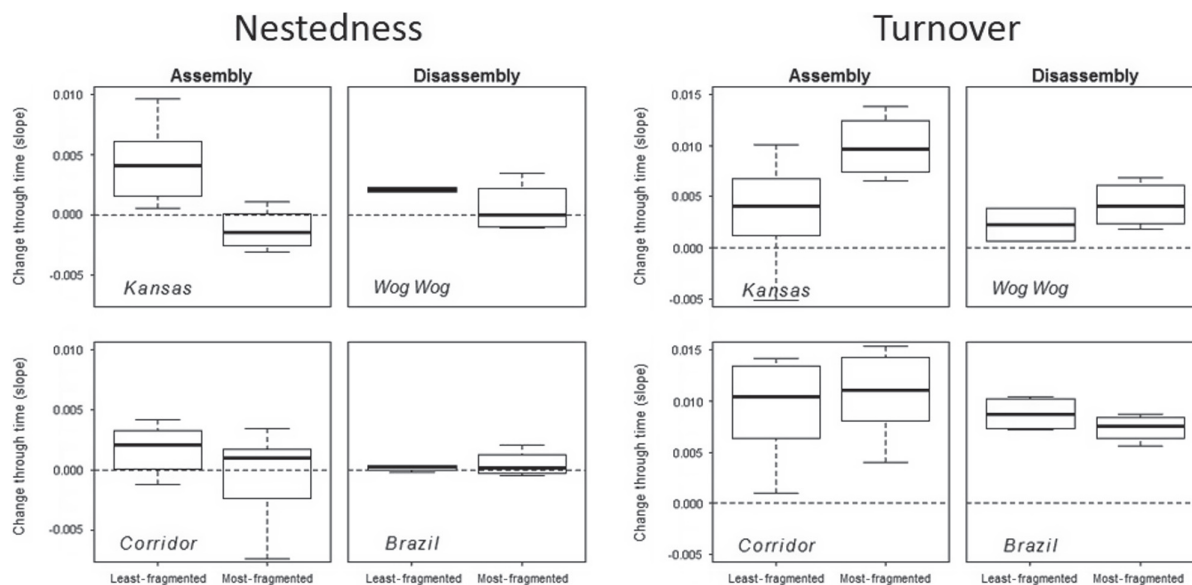 Nestedness
Turnover
Assembly
Disassembly
Assembly
Disassembly
Change through time (slope)
0.010
0.005
0.000
-0.005
Kansas
Wog Wog
Change through time (slope)
0.015
0.010
0.005
0.000
-0.005
Kansas
Wog Wog
Change through time (slope)
0.010
0.005
0.000
-0.005
Corridor
Brazil
Least-fragmented
Most-fragmented
Least-fragmented
Most-fragmented
Change through time (slope)
0.015
0.010
0.005
0.000
-0.005
Corridor
Brazil
Least-fragmented
Most-fragmented
Least-fragmented
Most-fragmented